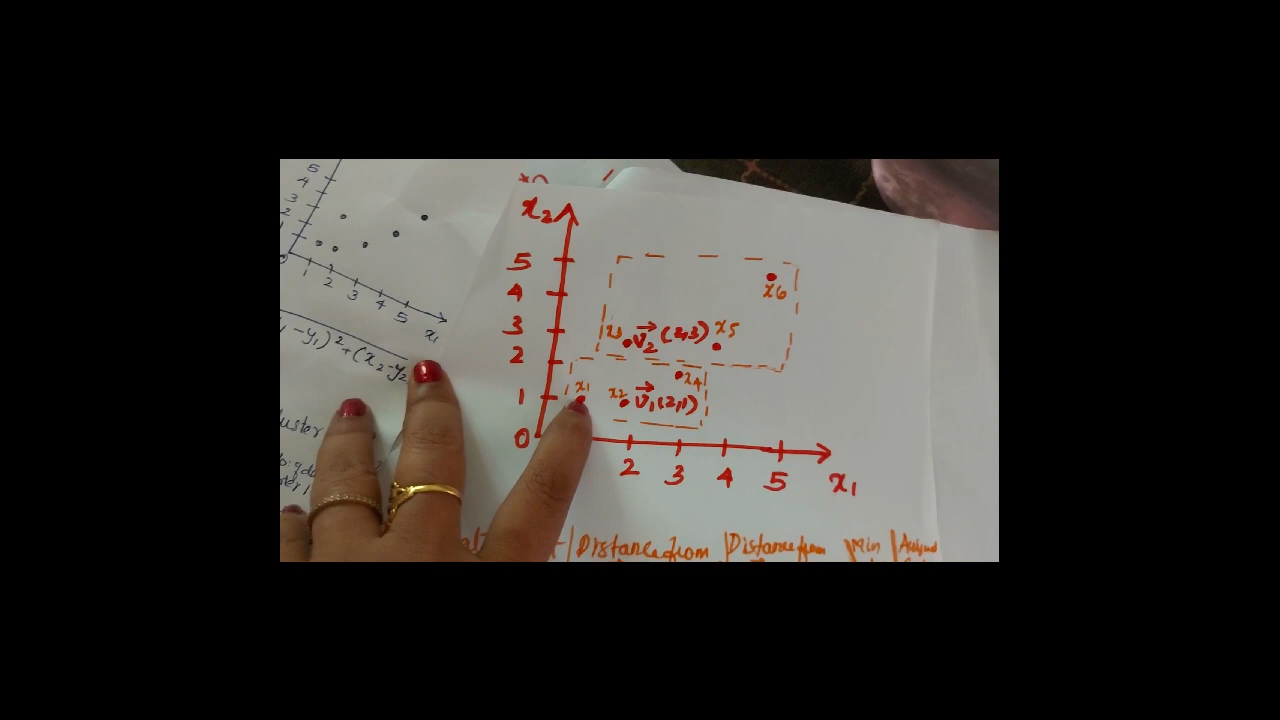 5
4
3
2
0
1
2
3
4
5
x₁
-y₁)²+(x₂-y₂
x₂
5
4
3
2
1
0
x6
x3 v₂ (2,3) x5
x4
x1 x2 v₁(2,1)
2 3 4 5 x₁
Distance from | Distance from | Min |